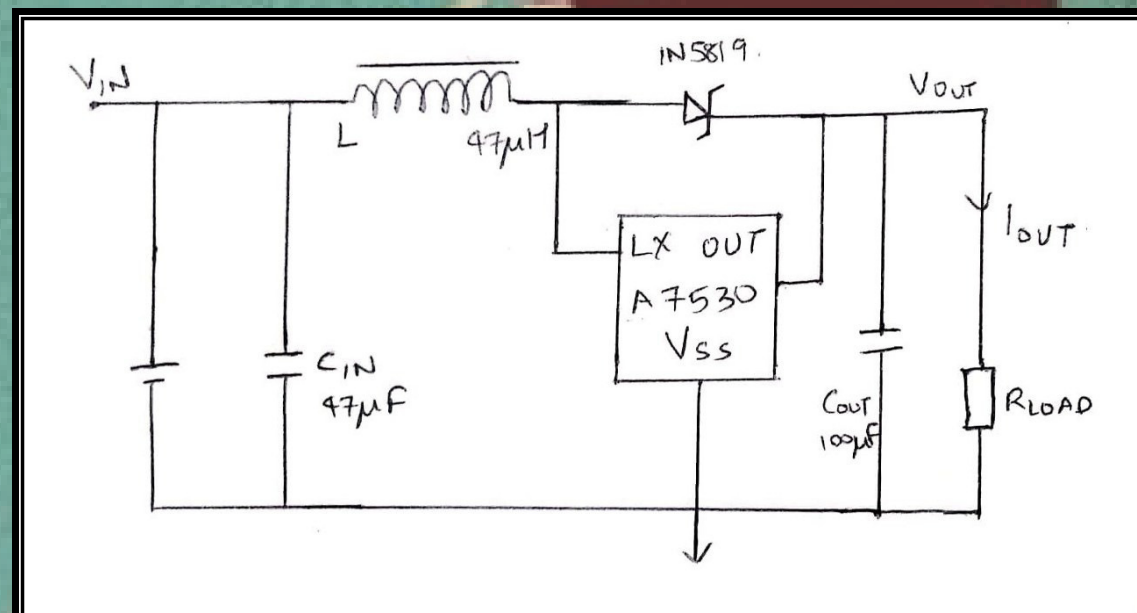 VIN
L
47µH
IN5819.
VOUT
IOUT
LX OUT
A7530
VSS
CIN
47µF
COUT
100µF
RLOAD